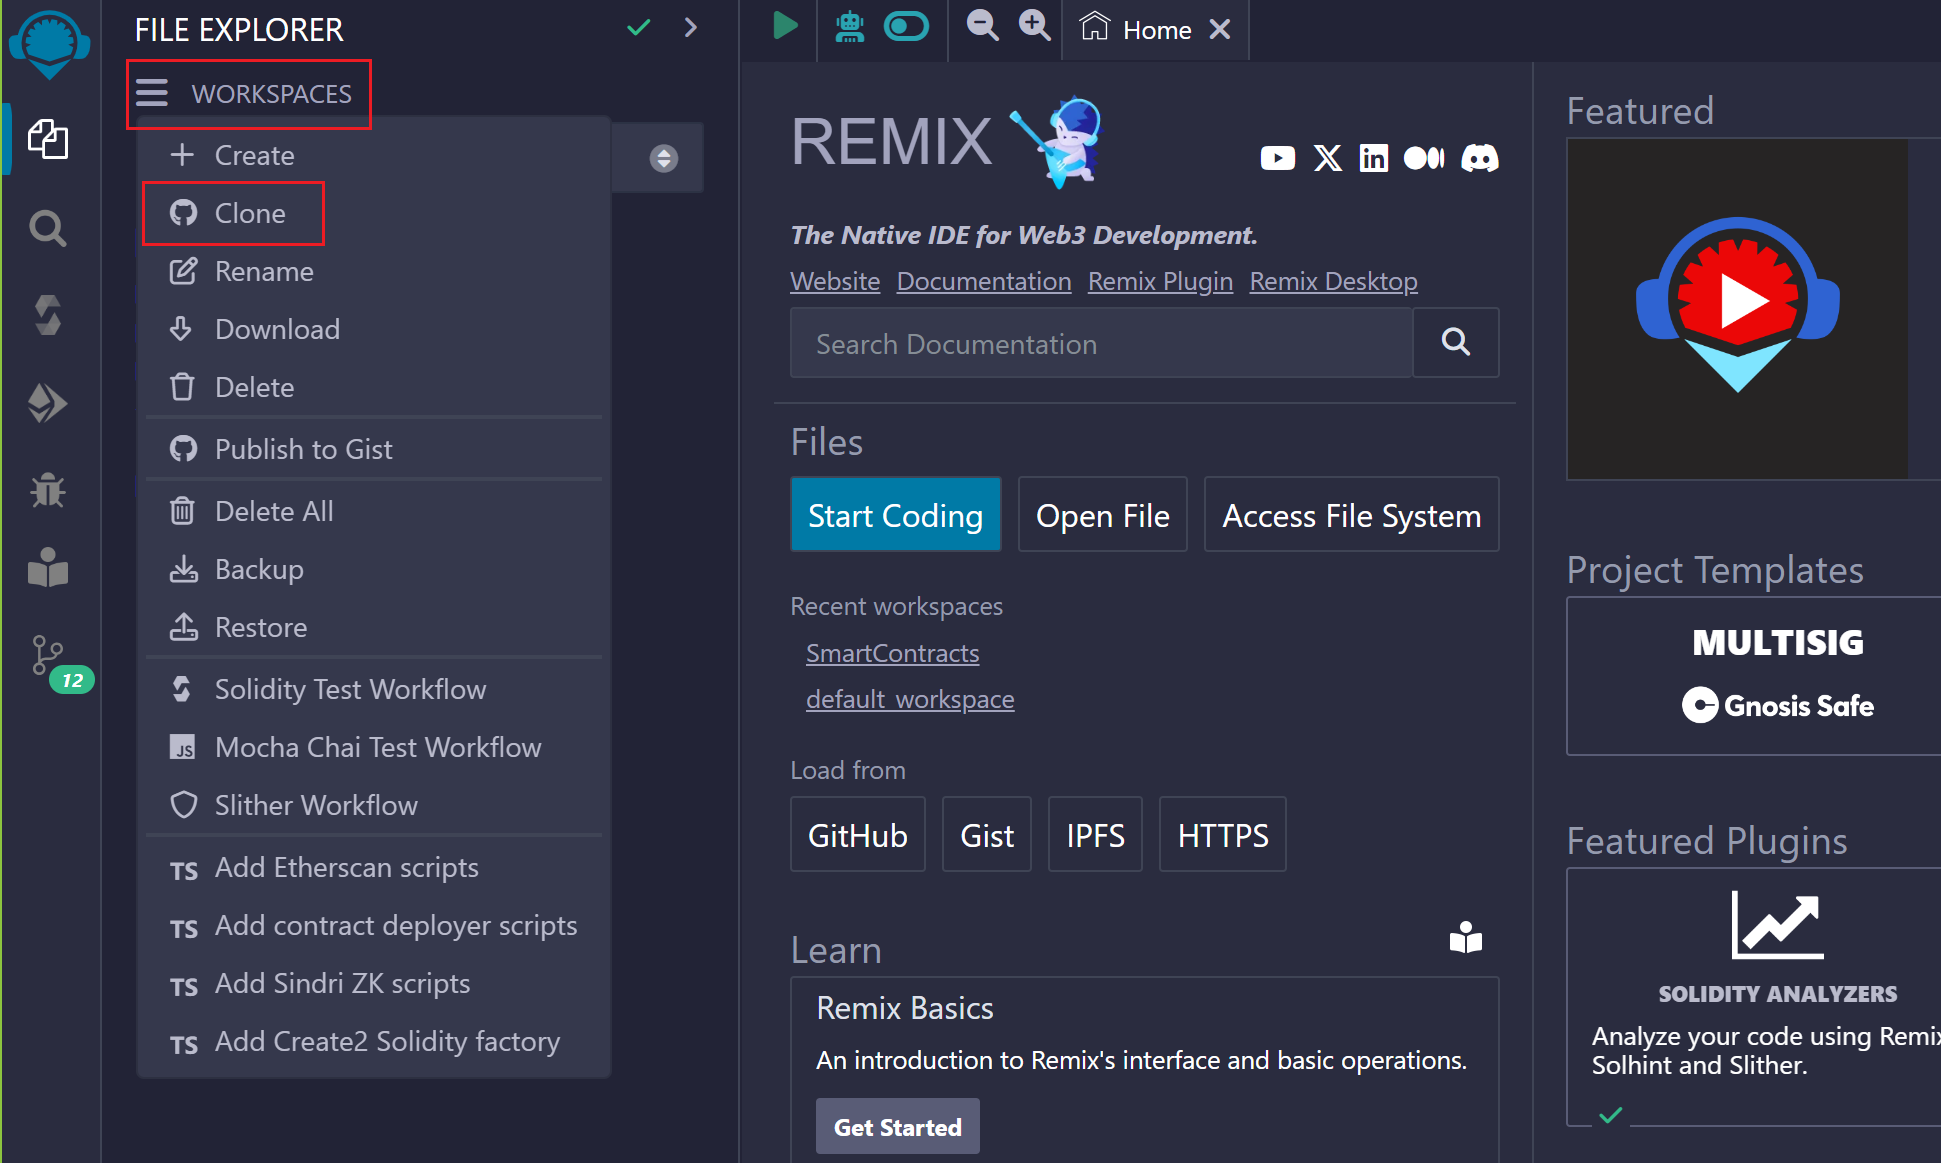 FILE EXPLORER
WORKSPACES
Create
Clone
Rename
Download
Delete
Publish to Gist
Delete All
Backup
Restore
Solidity Test Workflow
JS
Mocha Chai Test Workflow
Slither Workflow
TS Add Etherscan scripts
TS Add contract deployer scripts
TS Add Sindri ZK scripts
TS Add Create2 Solidity factory
12
Home
REMIX
The Native IDE for Web3 Development.
Website Documentation Remix Plugin Remix Desktop
Search Documentation
Files
Start Coding Open File Access File System
Recent workspaces
SmartContracts
default_workspace
Load from
GitHub Gist IPFS HTTPS
Learn
Remix Basics
An introduction to Remix's interface and basic operations.
Get Started
Featured
Project Templates
MULTISIG
Gnosis Safe
Featured Plugins
SOLIDITY ANALYZERS
Analyze your code using Remix
Solhint and Slither.